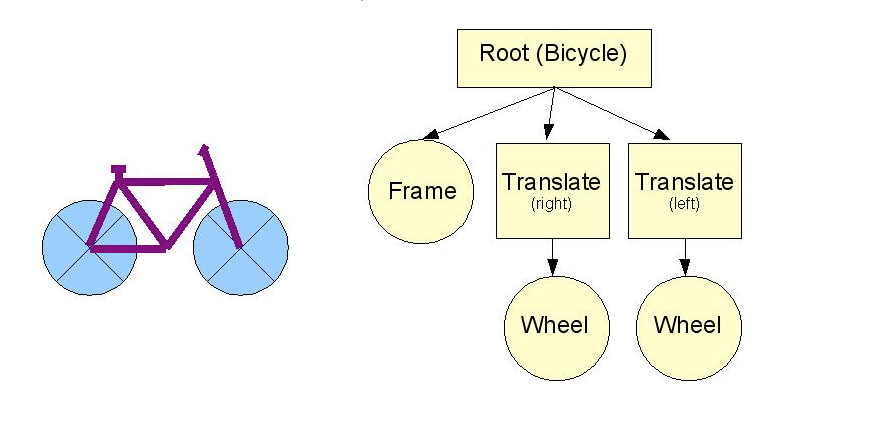 Root (Bicycle)
Frame
Translate
(right)
Translate
(left)
Wheel
Wheel